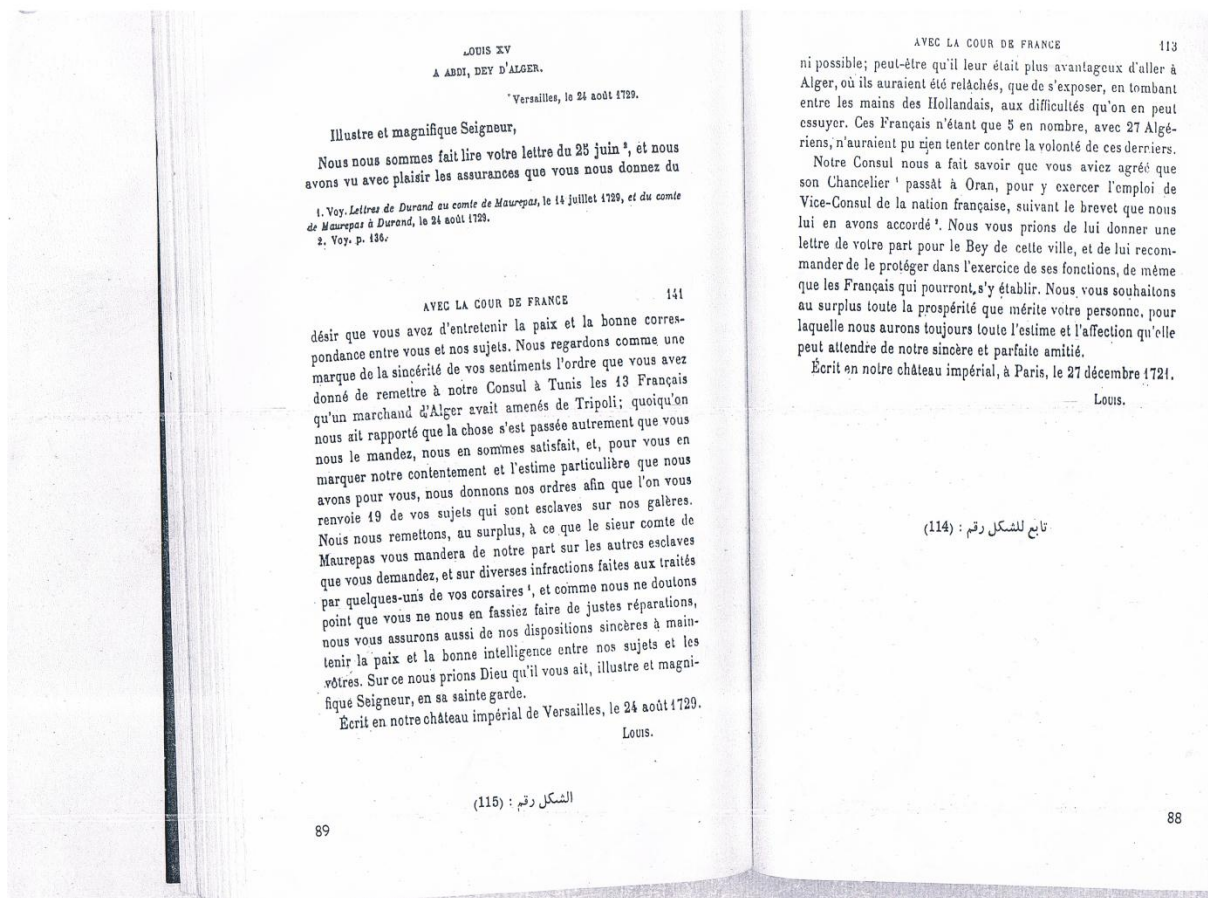 LOUIS XV
A ABDI, DEY D'ALGER.
Versailles, le 24 août 1729.
Illustre et magnifique Seigneur,
Nous nous sommes fait lire votre lettre du 25 juin ², et nous
avons vu avec plaisir les assurances que vous nous donnez du
1. Voy. Lettres de Durand au comte de Maurepas, le 14 juillet 1729, et du comte
de Maurepas à Durand, le 24 août 1729.
2. Voy. p. 136.
AVEC LA COUR DE FRANCE 141
désir que vous avez d'entretenir la paix et la bonne corres-
pondance entre vous et nos sujets. Nous regardons comme une
marque de la sincérité de vos sentiments l'ordre que vous avez
donné de remettre à notre Consul à Tunis les 13 Français
qu'un marchand d'Alger avait amenés de Tripoli; quoiqu'on
nous ait rapporté que la chose s'est passée autrement que vous
nous le mandez, nous en sommes satisfait, et, pour vous en
marquer notre contentement et l'estime particulière que nous
avons pour vous, nous donnons nos ordres afin que l'on vous
renvoie 19 de vos sujets qui sont esclaves sur nos galères.
Nous nous remettons, au surplus, à ce que le sieur comte de
Maurepas vous mandera de notre part sur les autres esclaves
que vous demandez, et sur diverses infractions faites aux traités
par quelques-uns de vos corsaires ¹, et comme nous ne doutons
point que vous ne nous en fassiez faire de justes réparations,
nous vous assurons aussi de nos dispositions sincères à main-
tenir la paix et la bonne intelligence entre nos sujets et les
vôtres. Sur ce nous prions Dieu qu'il vous ait, illustre et magni-
fique Seigneur, en sa sainte garde.
Écrit en notre château impérial de Versailles, le 24 août 1729.
Louis.
الشكل رقم : (115)
89
AVEC LA COUR DE FRANCE 113
ni possible; peut-être qu'il leur était plus avantageux d'aller à
Alger, où ils auraient été relâchés, que de s'exposer, en tombant
entre les mains des Hollandais, aux difficultés qu'on en peut
essuyer. Ces Français n'étant que 5 en nombre, avec 27 Algé-
riens, n'auraient pu rien tenter contre la volonté de ces derniers.
Notre Consul nous a fait savoir que vous aviez agréé que
son Chancelier ¹ passât à Oran, pour y exercer l'emploi de
Vice-Consul de la nation française, suivant le brevet que nous
lui en avons accordé ². Nous vous prions de lui donner une
lettre de votre part pour le Bey de cette ville, et de lui recom-
mander de le protéger dans l'exercice de ses fonctions, de même
que les Français qui pourront s'y établir. Nous vous souhaitons
au surplus toute la prospérité que mérite votre personne, pour
laquelle nous aurons toujours toute l'estime et l'affection qu'elle
peut attendre de notre sincère et parfaite amitié.
Écrit en notre château impérial, à Paris, le 27 décembre 1721.
Louis.
تابع للشكل رقم : (114)
88